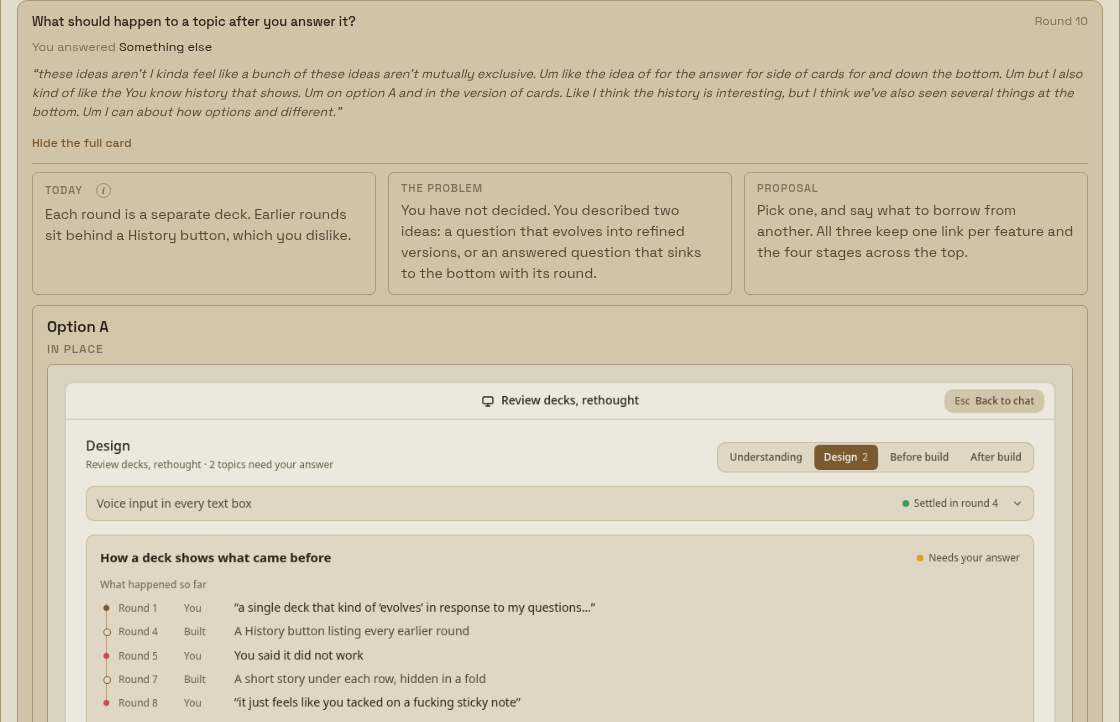 What should happen to a topic after you answer it?
Round 10
You answered Something else
“these ideas aren’t I kinda feel like a bunch of these ideas aren’t mutually exclusive. Um like the idea of for the answer for side of cards for and down the bottom. Um but I also
kind of like the You know history that shows. Um on option A and in the version of cards. Like I think the history is interesting, but I think we’ve also seen several things at the
bottom. Um I can about how options and different.”
Hide the full card
TODAY i
Each round is a separate deck. Earlier rounds
sit behind a History button, which you dislike.
THE PROBLEM
You have not decided. You described two
ideas: a question that evolves into refined
versions, or an answered question that sinks
to the bottom with its round.
PROPOSAL
Pick one, and say what to borrow from
another. All three keep one link per feature and
the four stages across the top.
Option A
IN PLACE
Review decks, rethought
Esc Back to chat
Design
Review decks, rethought · 2 topics need your answer
Understanding
Design 2
Before build
After build
Voice input in every text box
Settled in round 4
How a deck shows what came before
Needs your answer
What happened so far
Round 1 You “a single deck that kind of ‘evolves’ in response to my questions…”
Round 4 Built A History button listing every earlier round
Round 5 You You said it did not work
Round 7 Built A short story under each row, hidden in a fold
Round 8 You “it just feels like you tacked on a fucking sticky note”